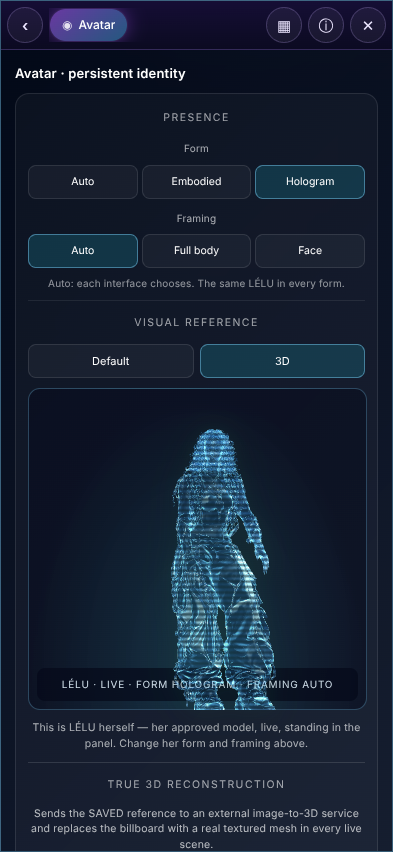 Avatar
Avatar · persistent identity
PRESENCE
Form
Auto
Embodied
Hologram
Framing
Auto
Full body
Face
Auto: each interface chooses. The same LÉLU in every form.
VISUAL REFERENCE
Default
3D
LÉLU · LIVE · FORM HOLOGRAM · FRAMING AUTO
This is LÉLU herself — her approved model, live, standing in the
panel. Change her form and framing above.
TRUE 3D RECONSTRUCTION
Sends the SAVED reference to an external image-to-3D service
and replaces the billboard with a real textured mesh in every live
scene.